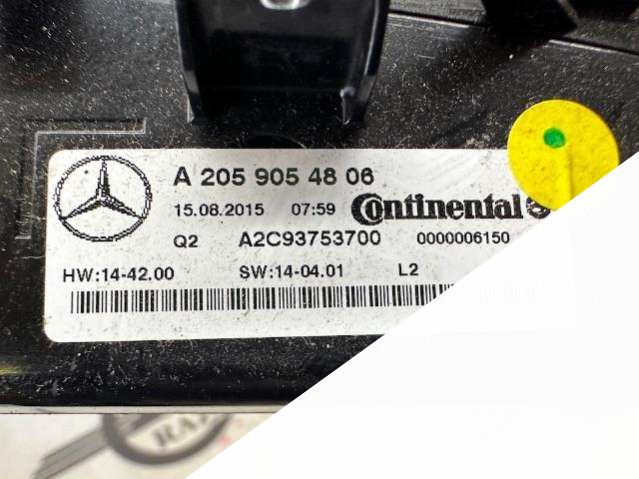 A 205 905 48 06
15.08.2015 07:59 Continental
Q2 A2C93753700 0000006150
HW:14-42.00 SW:14-04.01 L2